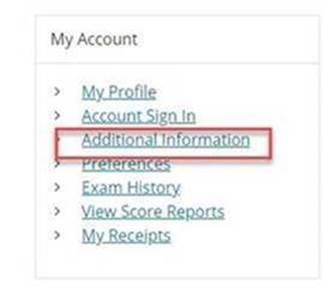 My Account
> My Profile
> Account Sign In
> Additional Information
> Preferences
> Exam History
> View Score Reports
> My Receipts